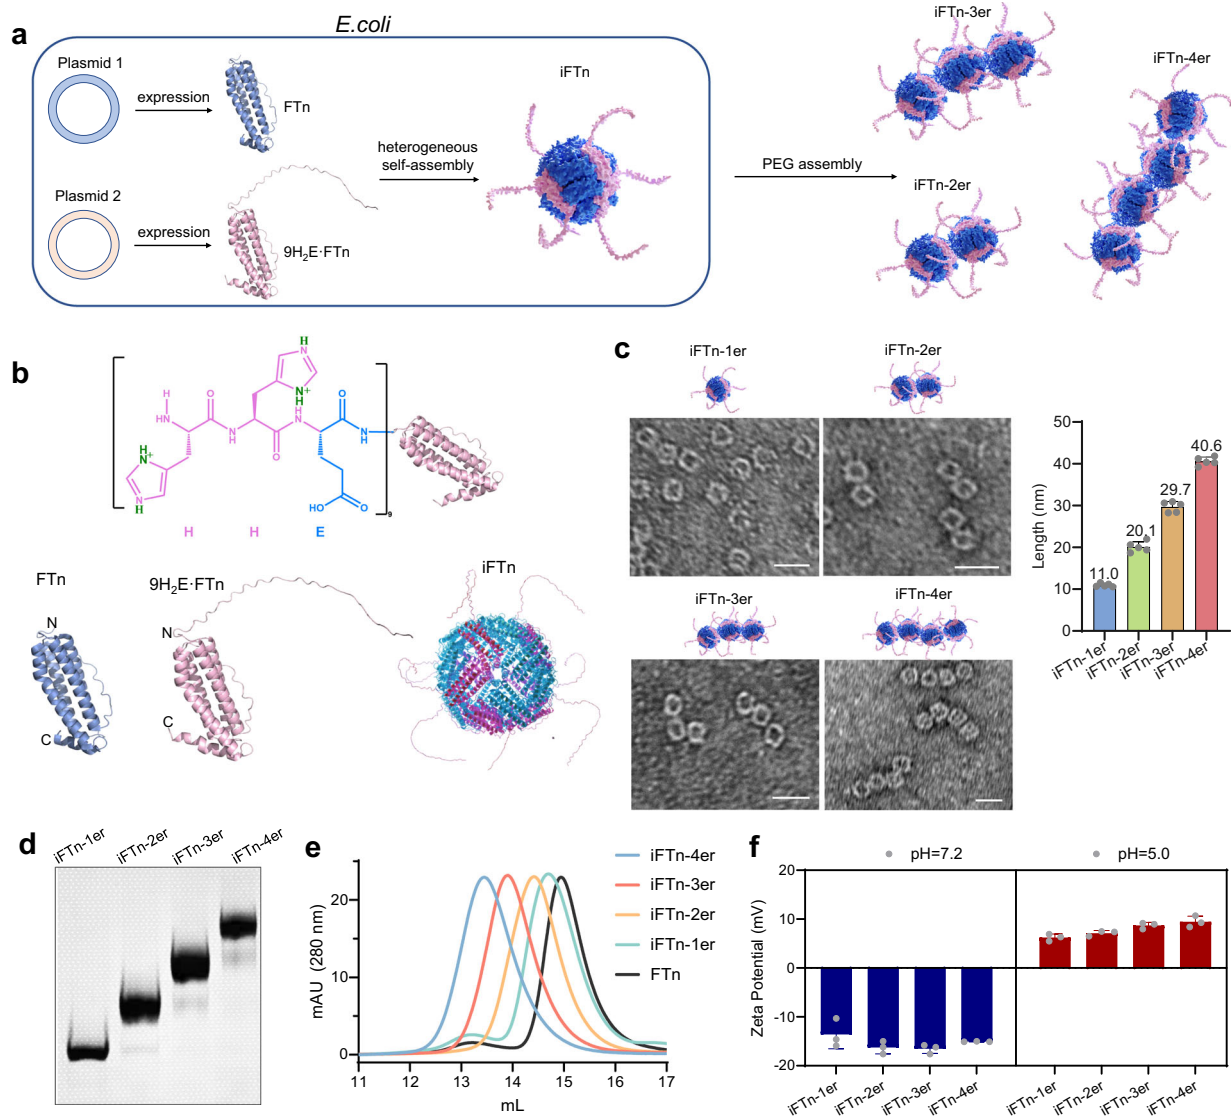 a
E.coli
Plasmid 1
expression
FTn
Plasmid 2
expression
9H₂E·FTn
heterogeneous
self-assembly
iFTn
PEG assembly
iFTn-3er
iFTn-4er
iFTn-2er
b
H
N
H
N⁺
H
H
HN
O
N
H
O
H
N
O
NH
H
N⁺
N
H
HO
O
9
H
H
E
FTn
N
C
9H₂E·FTn
N
C
iFTn
c
iFTn-1er
iFTn-2er
iFTn-3er
iFTn-4er
Length (nm)
50
40
30
20
10
0
11.0
20.1
29.7
40.6
iFTn-1er
iFTn-2er
iFTn-3er
iFTn-4er
d
iFTn-1er
iFTn-2er
iFTn-3er
iFTn-4er
e
mAU (280 nm)
20
10
0
11
12
13
14
15
16
17
mL
iFTn-4er
iFTn-3er
iFTn-2er
iFTn-1er
FTn
f
pH=7.2
pH=5.0
Zeta Potential (mV)
20
10
0
-10
-20
iFTn-1er
iFTn-2er
iFTn-3er
iFTn-4er
iFTn-1er
iFTn-2er
iFTn-3er
iFTn-4er